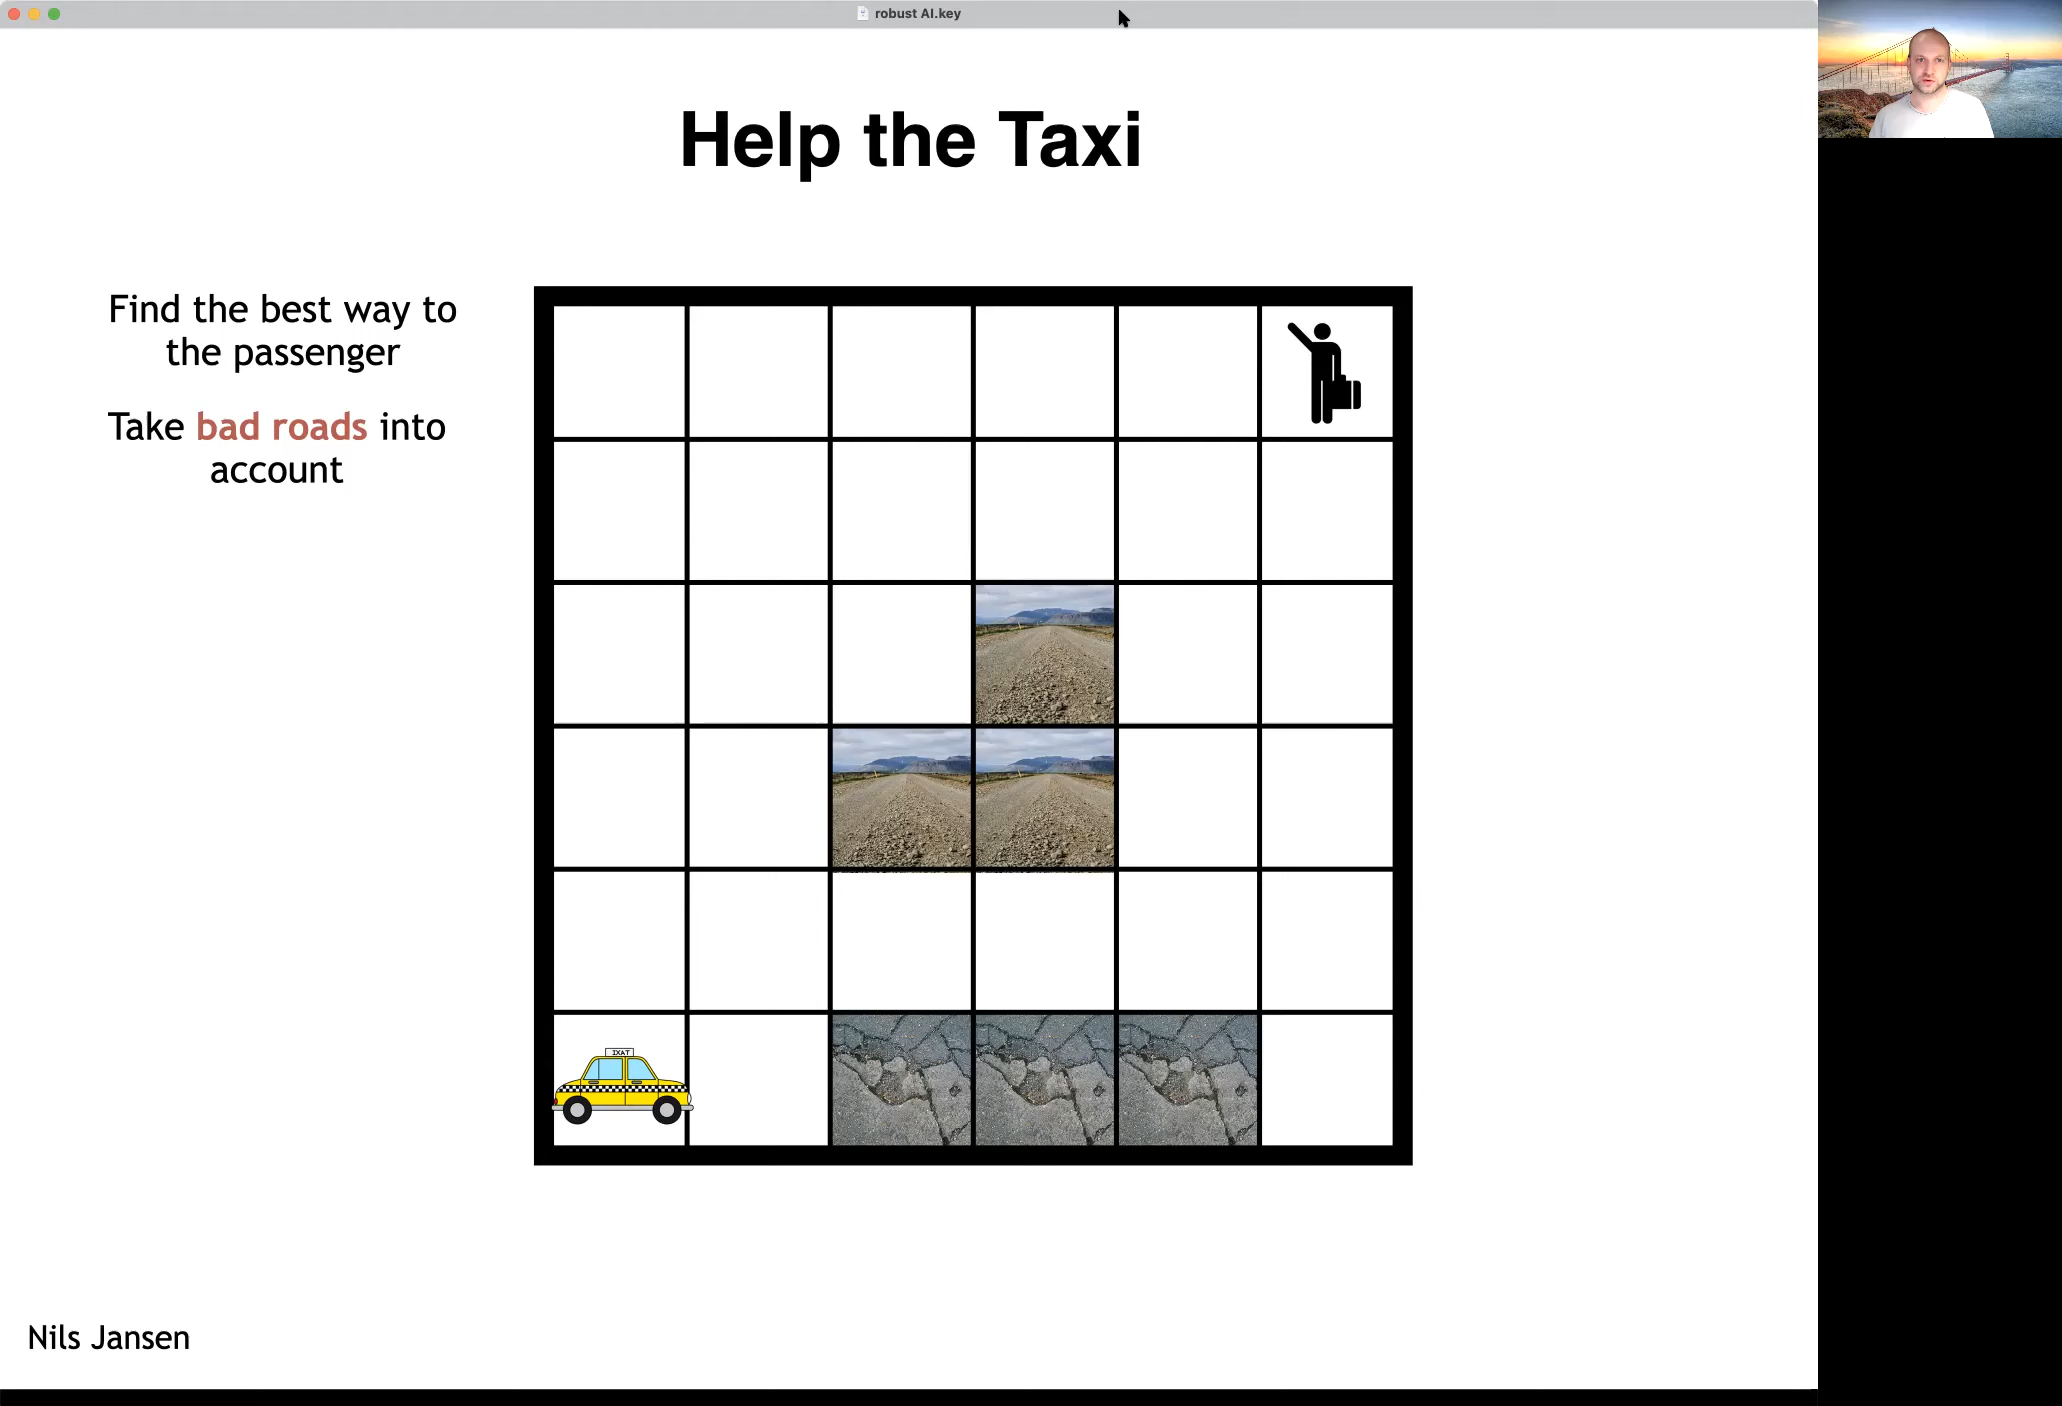 robust AI.key
Help the Taxi
Find the best way to
the passenger
Take bad roads into
account
IXAT
Nils Jansen